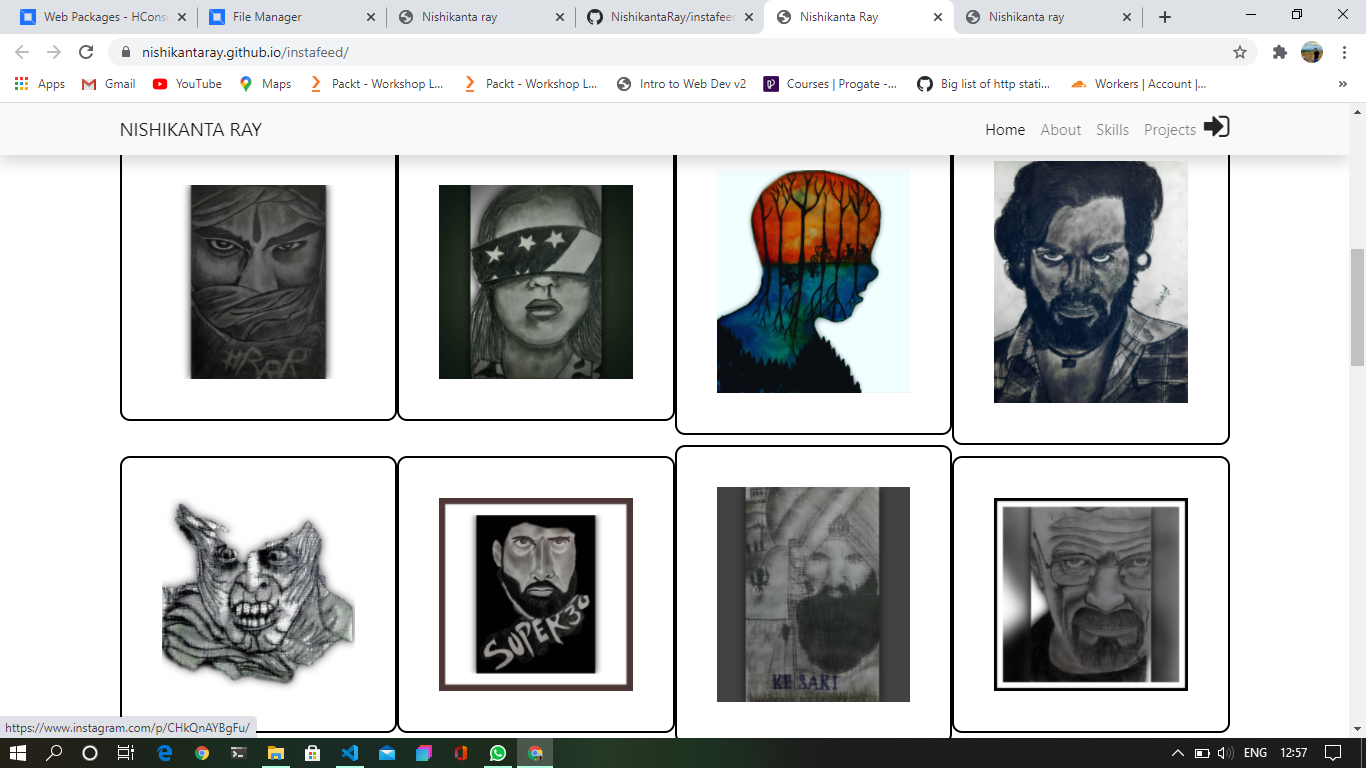 Web Packages - HCons
File Manager
Nishikanta ray
NishikantaRay/instafeed
Nishikanta Ray
Nishikanta ray
nishikantaray.github.io/instafeed/
Apps
Gmail
YouTube
Maps
Packt - Workshop L...
Packt - Workshop L...
Intro to Web Dev v2
Courses | Progate -...
Big list of http stati...
Workers | Account |...
»
NISHIKANTA RAY
Home
About
Skills
Projects
#RRR
SUPER30
KESARI
https://www.instagram.com/p/CHkQnAYBgFu/
ENG
12:57